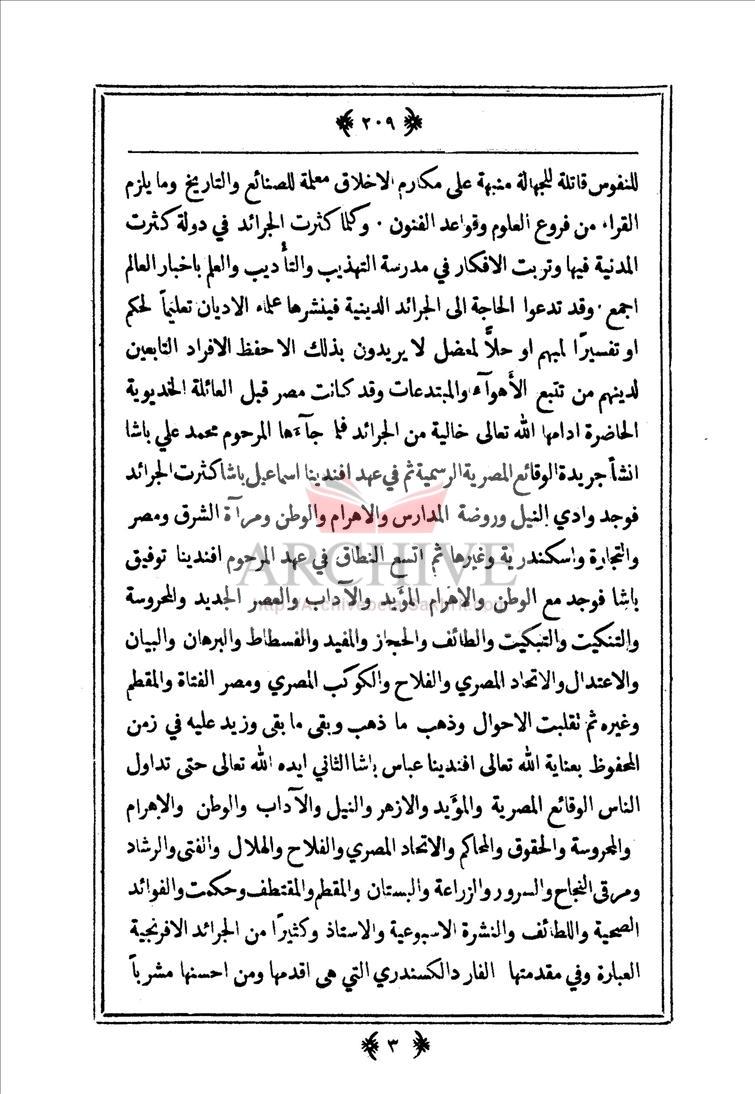 ﴿ ٢٠٩ ﴾
للنفوس قاتلة للجهالة منبهة على مكارم الاخلاق معلمة للصنائع والتاريخ وما يلزم
القراء من فروع العلوم وقواعد الفنون ٠ وكلما كثرت الجرائد في دولة كثرت
المدنية فيها وتربت الافكار في مدرسة التهذيب والتأديب والعلم باخبار العالم
اجمع ٠ وقد تدعوا الحاجة الى الجرائد الدينية فينشرها علماء الاديان تعليماً لحكم
او تفسيرًا لمبهم او حلاًّ لمعضل لا يريدون بذلك الا حفظ الافراد التابعين
لدينهم من تتبع الأَهوآء والمبتدعات وقد كانت مصر قبل العائلة الخديوية
الحاضرة ادامها الله تعالى خالية من الجرائد فلما جآءها المرحوم محمد علي باشا
انشأ جريدة الوقائع المصرية الرسمية ثم في عهد افندينا اسماعيل باشا كثرت الجرائد
فوجد وادي النيل وروضة المدارس والاهرام والوطن ومرآة الشرق ومصر
والتجارة واسكندرية وغيرها ثم اتسع النطاق في عهد المرحوم افندينا توفيق
باشا فوجد مع الوطن والاهرام المؤيد والآداب والعصر الجديد والمحروسة
والتنكيت والتبكيت والطائف والحجاز والمفيد والفسطاط والبرهان والبيان
والاعتدال والاتحاد المصري والفلاح والكوكب المصري ومصر الفتاة والمقطم
وغيره ثم تقلبت الاحوال وذهب ما ذهب وبقى ما بقى وزيد عليه في زمن
المحفوظ بعناية الله تعالى افندينا عباس باشا الثاني ايده الله تعالى حتى تداول
الناس الوقائع المصرية والمؤيد والازهر والنيل والآداب والوطن والاهرام
والمحروسة والحقوق والمحاكم والاتحاد المصري والفلاح والهلال والفتى والرشاد
ومرقى النجاح والسرور والزراعة والبستان والمقطم والمقتطف وحكمت والفوائد
الصحية واللطائف والنشرة الاسبوعية والاستاذ وكثيرًا من الجرائد الافرنجية
العبارة وفي مقدمتها الفار دالكسندري التي هى اقدمها ومن احسنها مشرباً
﴿ ٣ ﴾
ARCHIVE